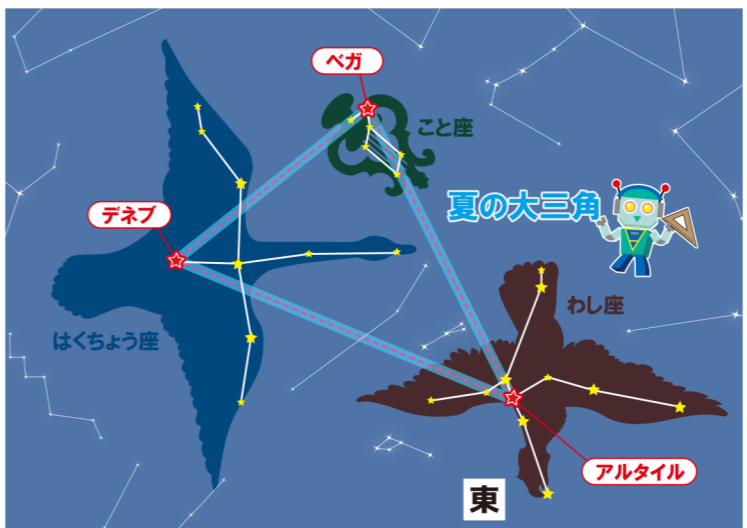 ベガ
こと座
夏の大三角
デネブ
わし座
はくちょう座
アルタイル
東